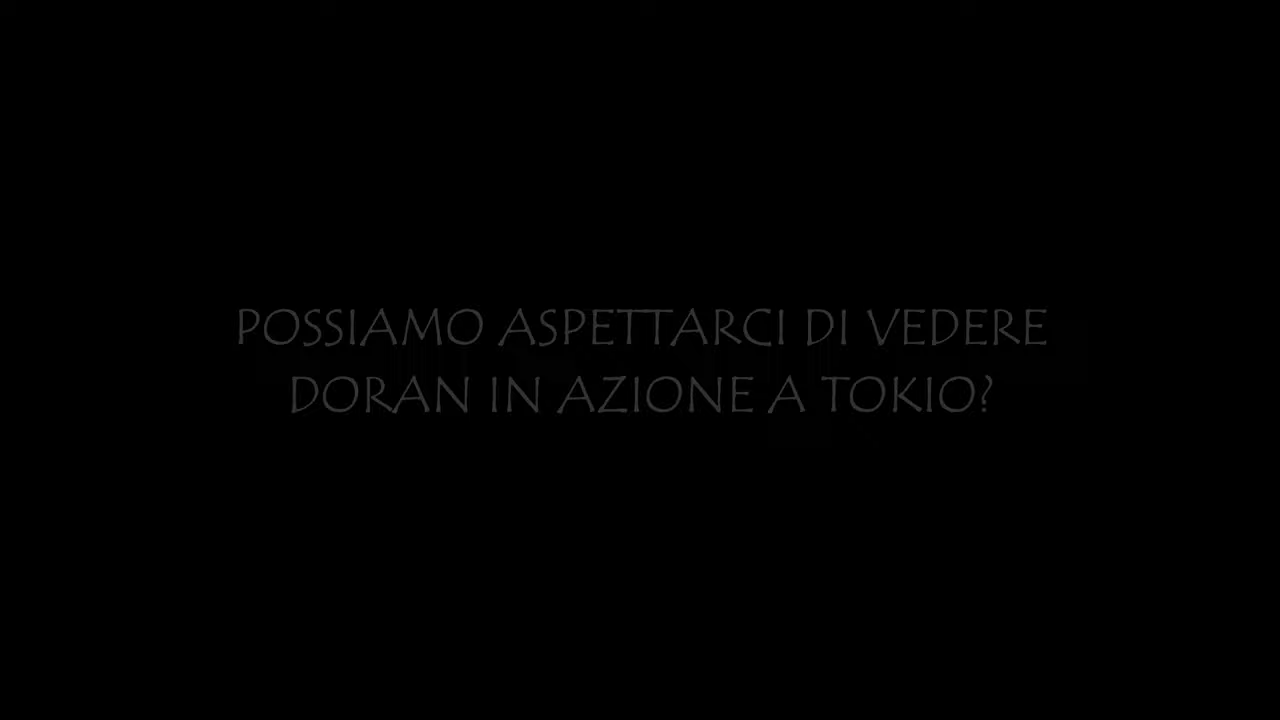 POSSIAMO ASPETTARCI DI VEDERE
DORAN IN AZIONE A TOKIO?